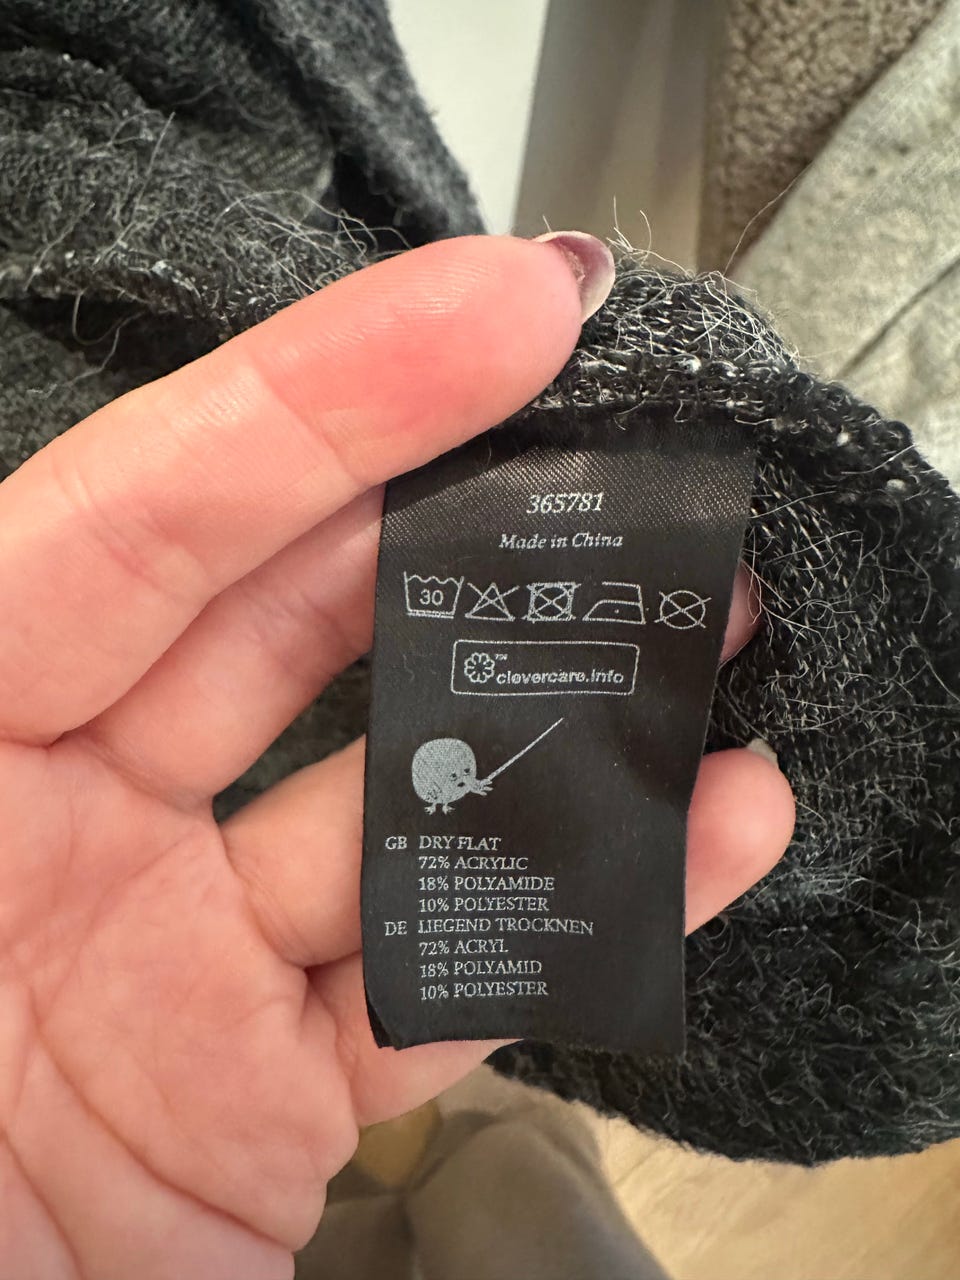 365781
Made in China
30
™ clevercare.info
GB DRY FLAT
72% ACRYLIC
18% POLYAMIDE
10% POLYESTER
DE LIEGEND TROCKNEN
72% ACRYL
18% POLYAMID
10% POLYESTER